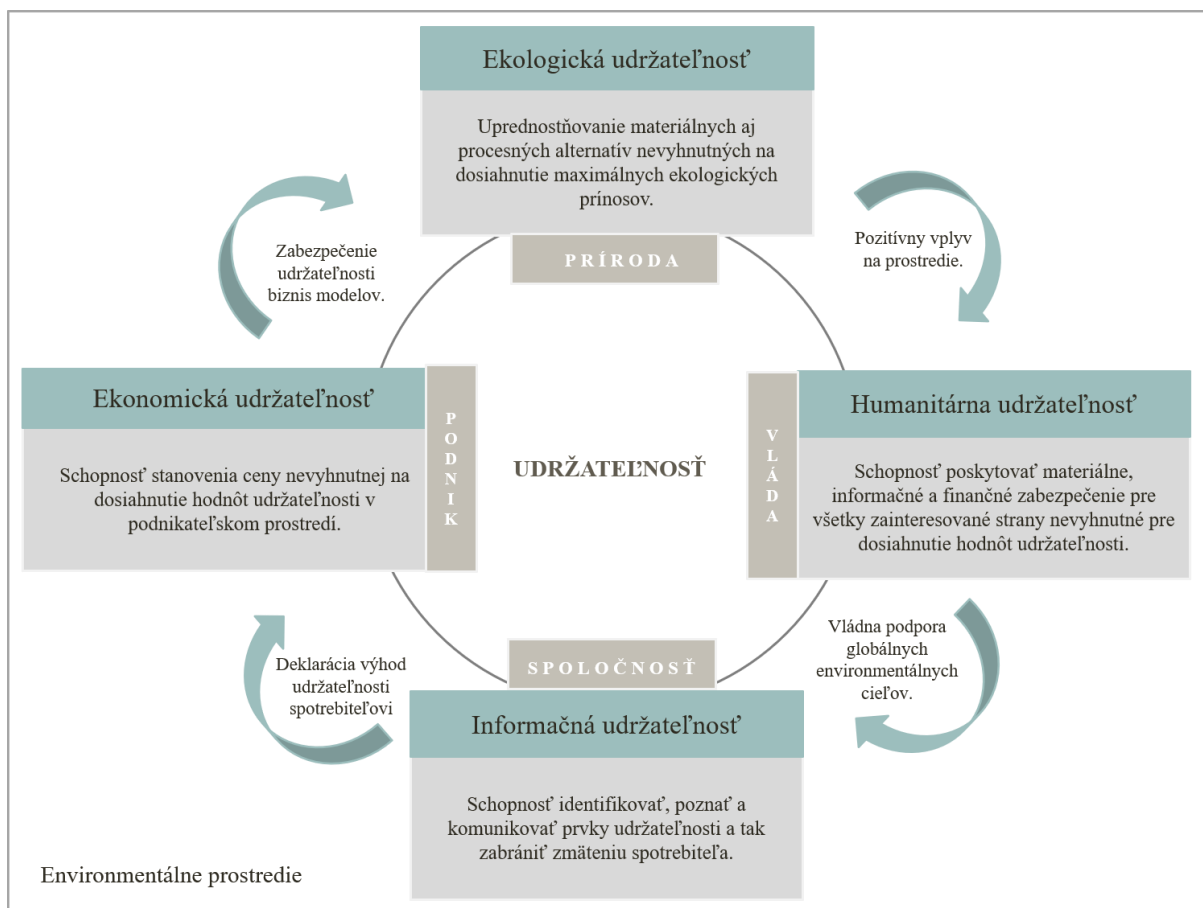 Ekologická udržateľnosť
Uprednostňovanie materiálnych aj
procesných alternatív nevyhnutných na
dosiahnutie maximálnych ekologických
prínosov.
PRÍRODA
Zabezpečenie
udržateľnosti
biznis modelov.
Pozitívny vplyv
na prostredie.
Ekonomická udržateľnosť
Schopnosť stanovenia ceny nevyhnutnej na
dosiahnutie hodnôt udržateľnosti v
podnikateľskom prostredí.
PODNIK
UDRŽATEĽNOSŤ
VLÁDA
Humanitárna udržateľnosť
Schopnosť poskytovať materiálne,
informačné a finančné zabezpečenie pre
všetky zainteresované strany nevyhnutné pre
dosiahnutie hodnôt udržateľnosti.
Deklarácia výhod
udržateľnosti
spotrebiteľovi
Vládna podpora
globálnych
environmentálnych
cieľov.
SPOLOČNOSŤ
Informačná udržateľnosť
Schopnosť identifikovať, poznať a
komunikovať prvky udržateľnosti a tak
zabrániť zmäteniu spotrebiteľa.
Environmentálne prostredie